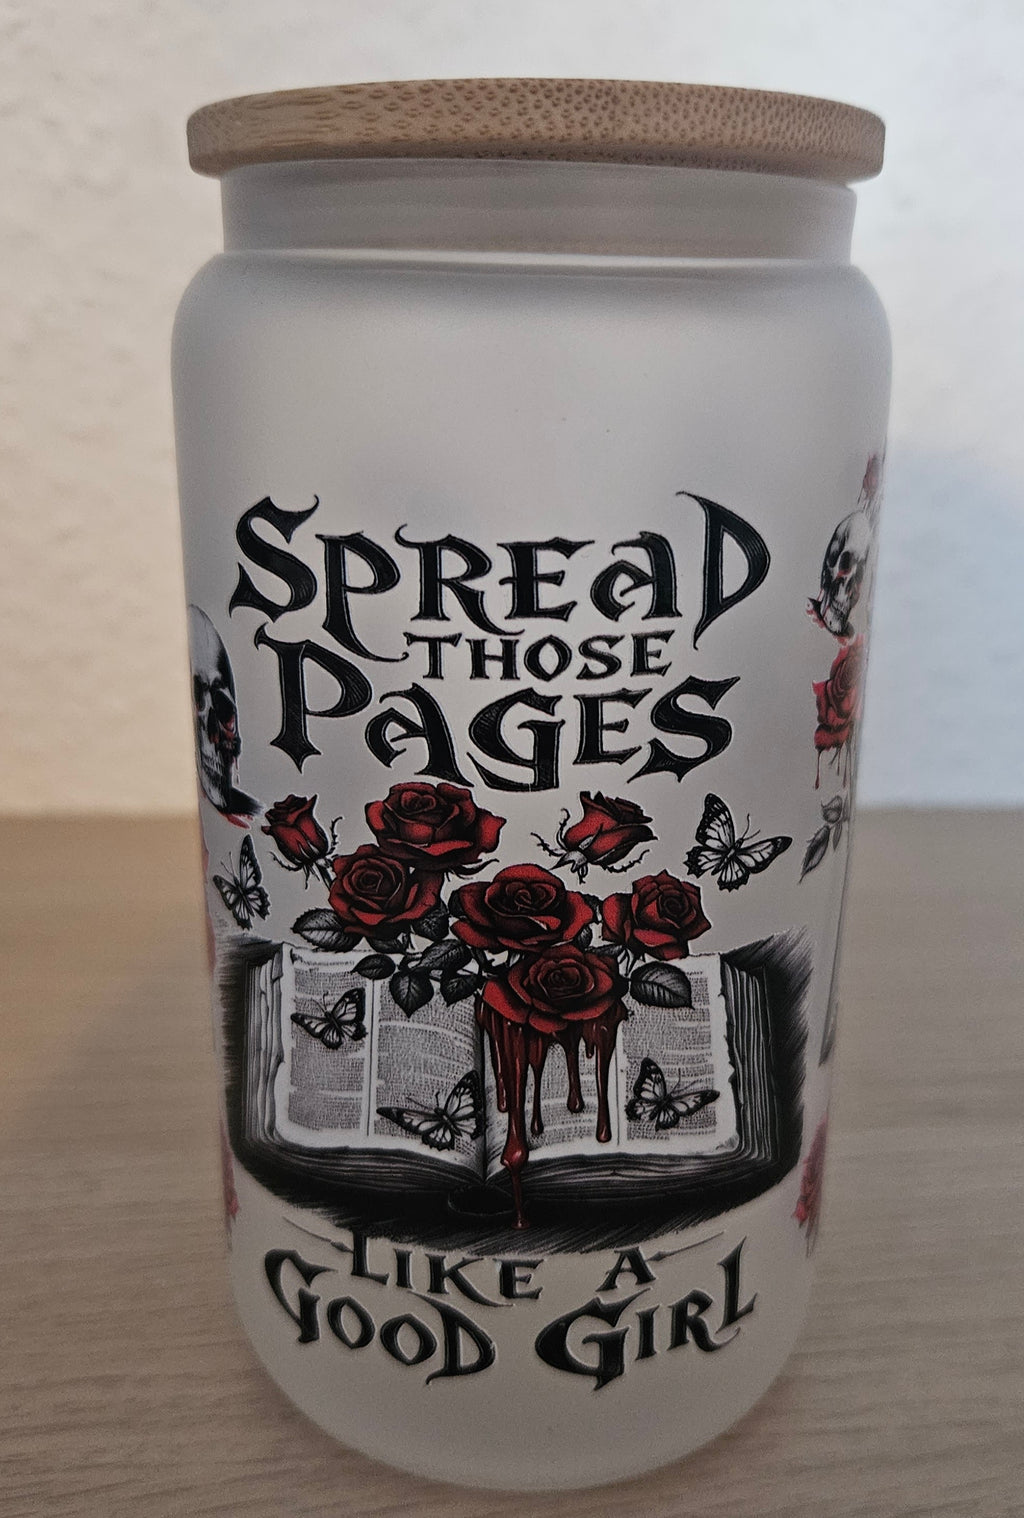 SPREAD
THOSE
PAGES
LIKE A
GOOD GIRL